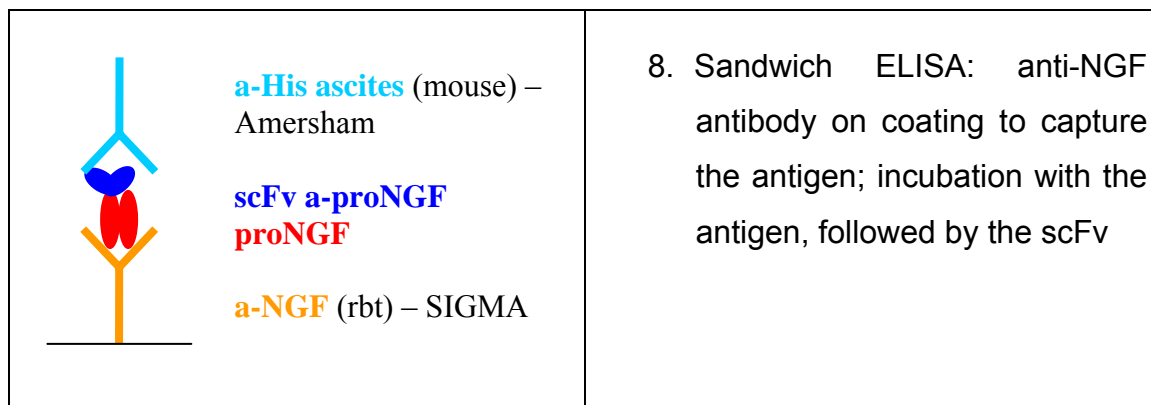 a-His ascites (mouse) –
Amersham
scFv a-proNGF
proNGF
a-NGF (rbt) – SIGMA
8. Sandwich ELISA: anti-NGF
antibody on coating to capture
the antigen; incubation with the
antigen, followed by the scFv